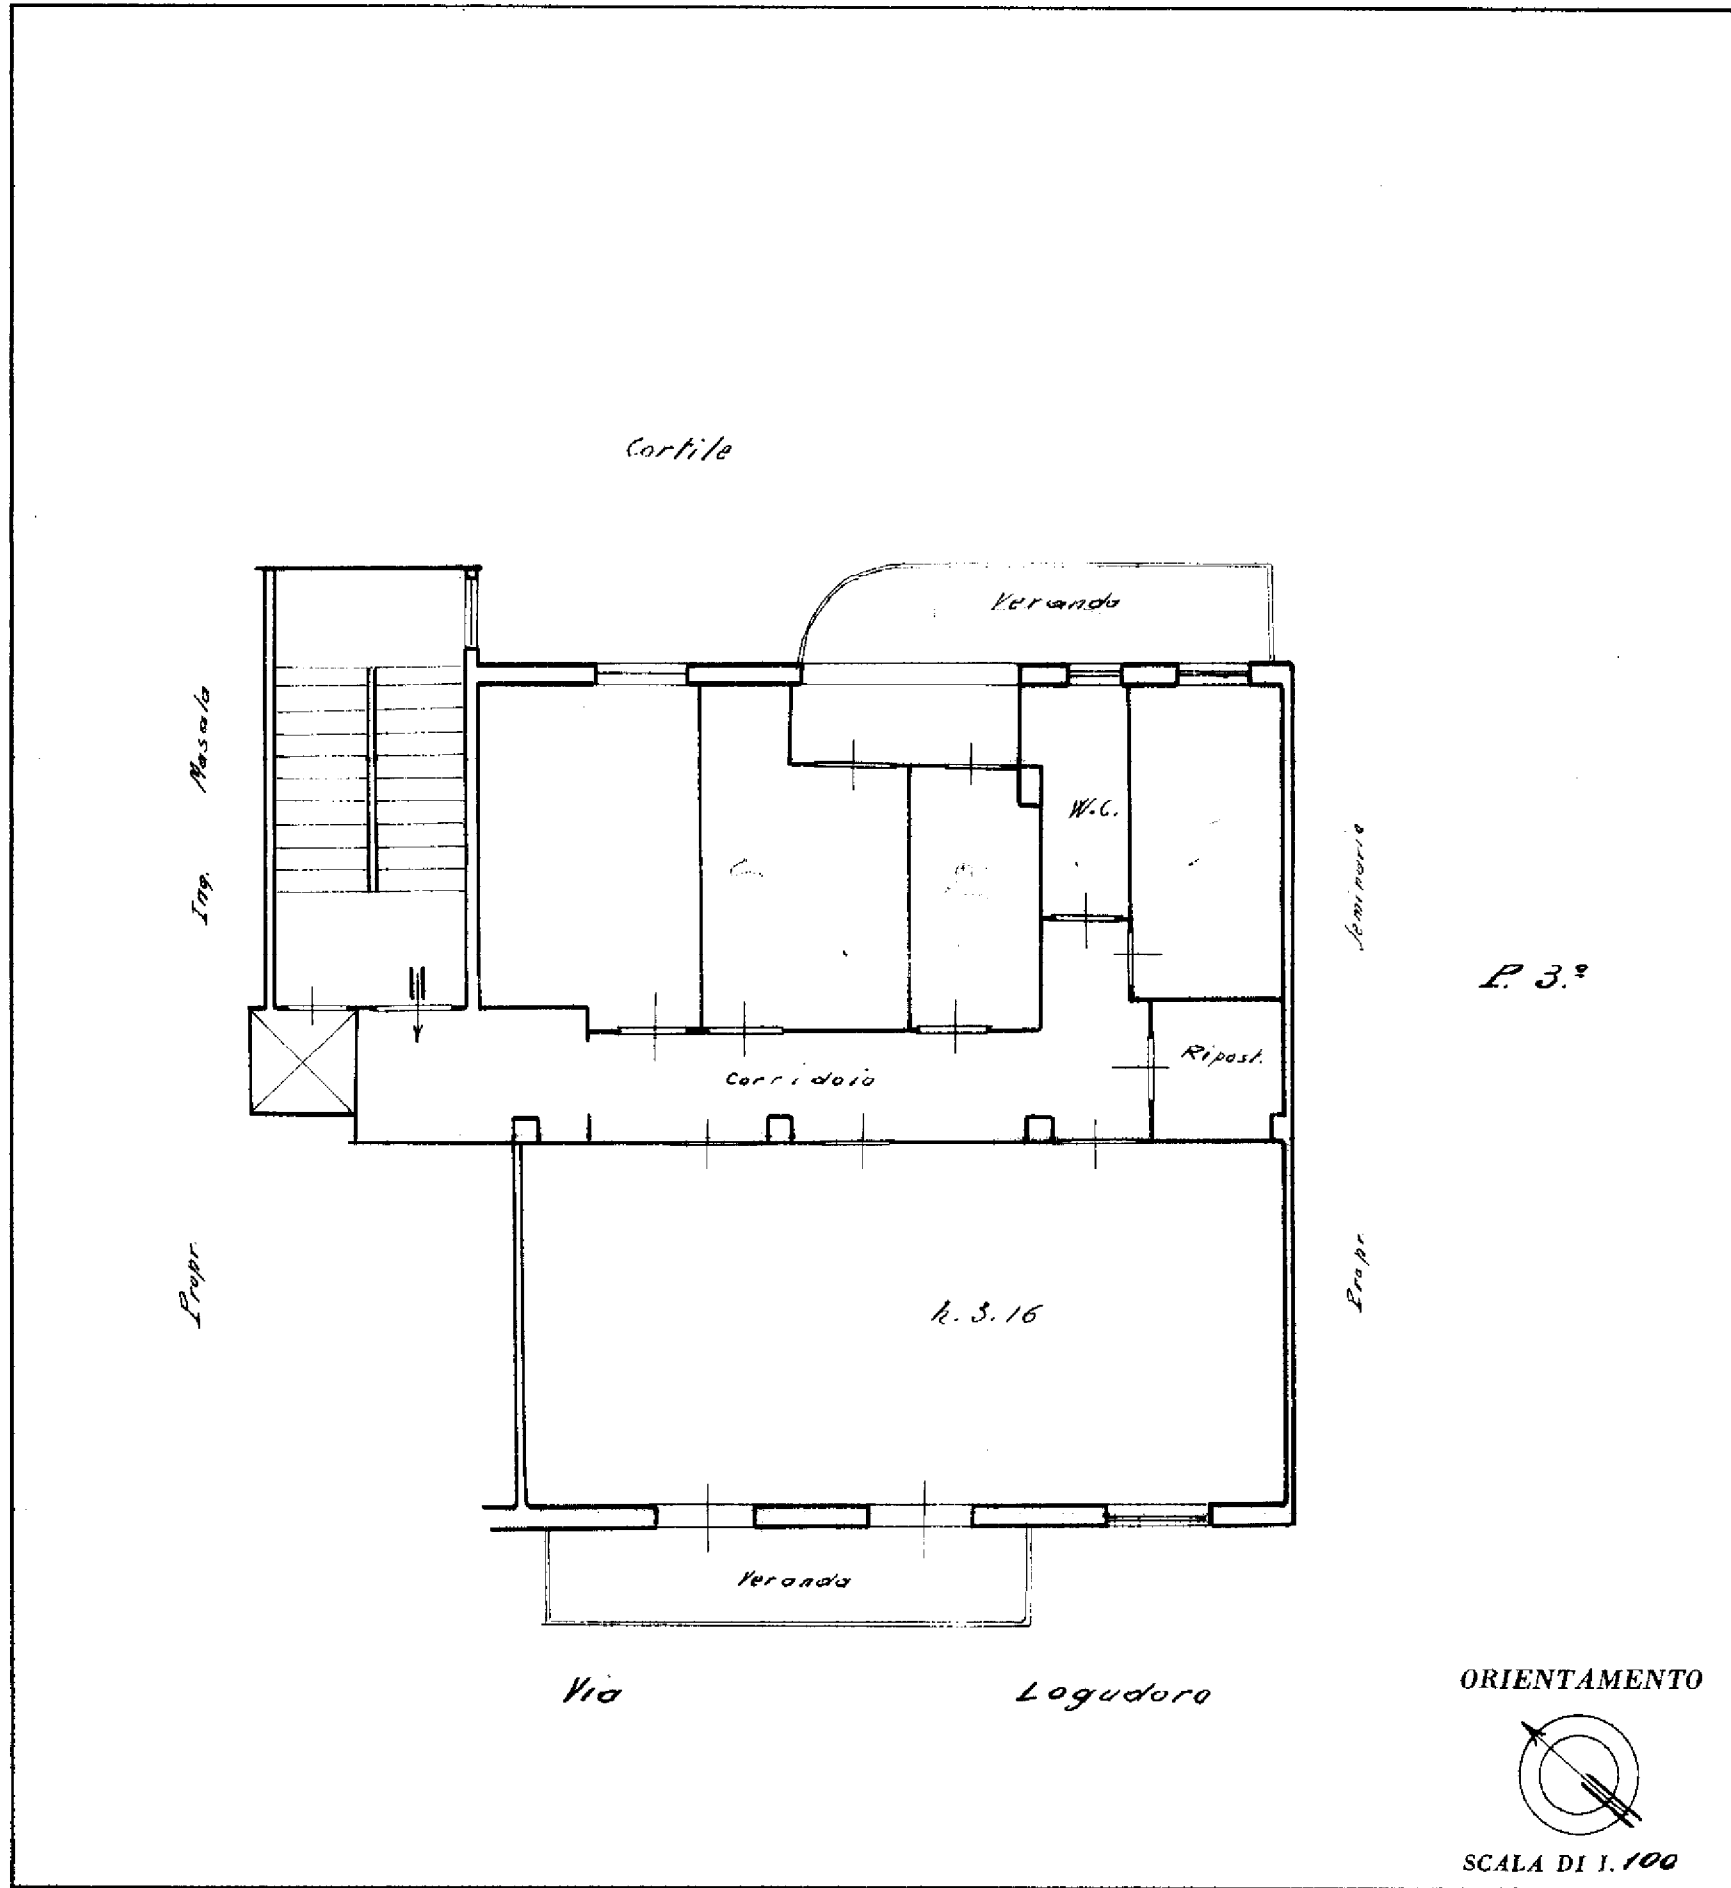 Cortile
Veranda
Ing. Masala
W.C.
Seminario
P. 3.º
Ripost.
Corridoio
Propr.
Propr.
h. 3.16
Veranda
Via Logudoro
ORIENTAMENTO
SCALA DI 1. 100